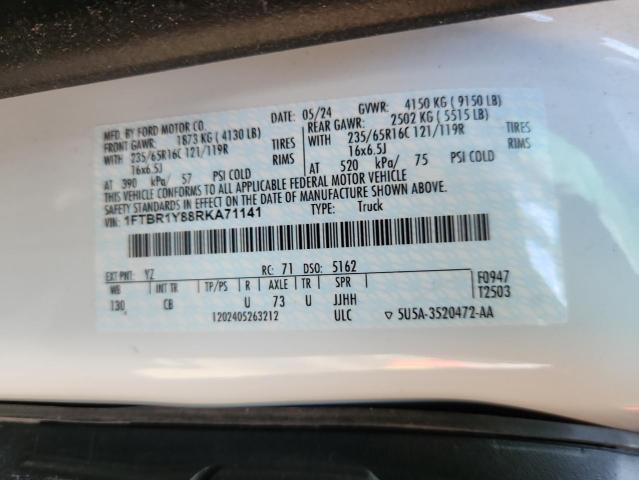 MFD. BY FORD MOTOR CO.
DATE: 05/24 GVWR: 4150 KG ( 9150 LB)
FRONT GAWR: 1873 KG ( 4130 LB)
REAR GAWR: 2502 KG ( 5515 LB)
WITH 235/65R16C 121/119R TIRES
WITH 235/65R16C 121/119R TIRES
16x6.5J RIMS
16x6.5J RIMS
AT 390 kPa/ 57 PSI COLD
AT 520 kPa/ 75 PSI COLD
THIS VEHICLE CONFORMS TO ALL APPLICABLE FEDERAL MOTOR VEHICLE
SAFETY STANDARDS IN EFFECT ON THE DATE OF MANUFACTURE SHOWN ABOVE.
VIN: 1FTBR1Y88RKA71141 TYPE: Truck
EXT PNT: YZ RC: 71 DSO: 5162
WB INT TR TP/PS R AXLE TR SPR
130 CB U 73 U JJHH
F0947
T2503
1202405263212 ULC ▽ SU5A-3520472-AA